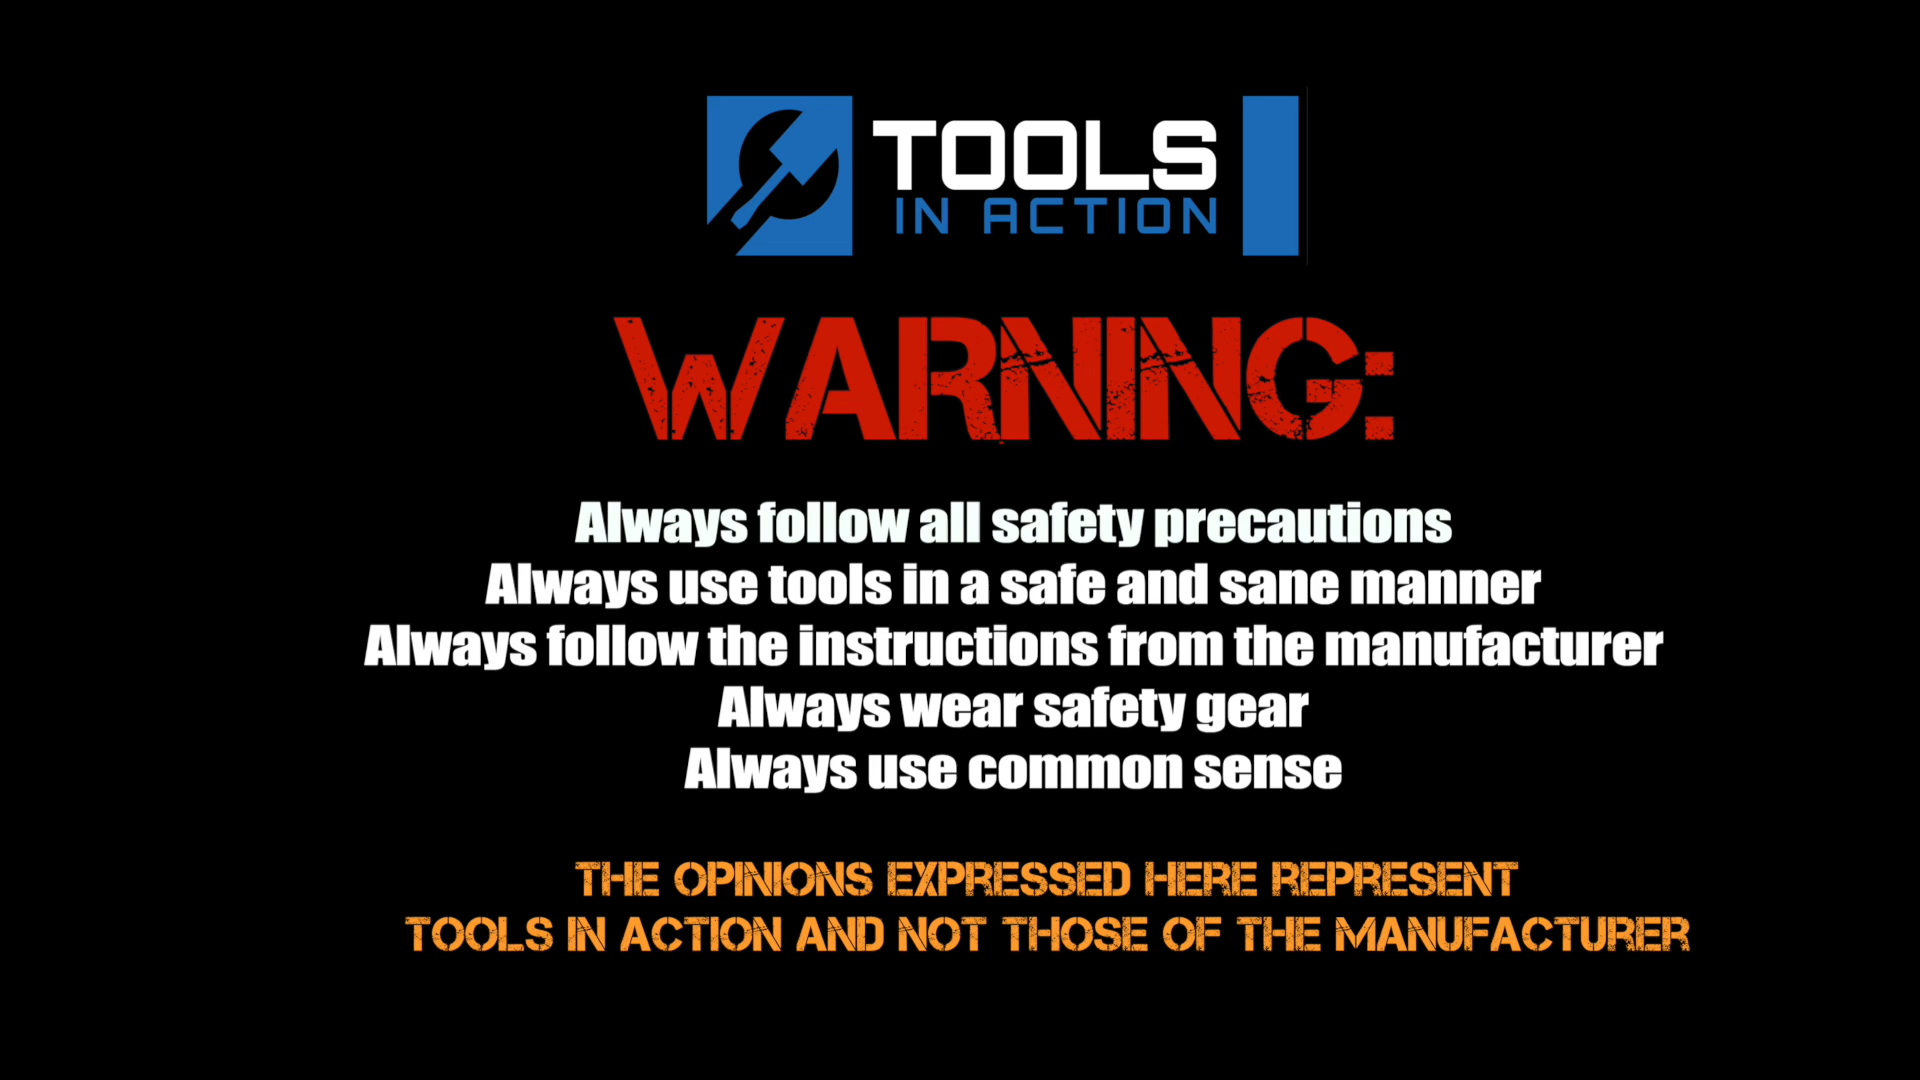 TOOLS
IN ACTION
WARNING:
Always follow all safety precautions
Always use tools in a safe and sane manner
Always follow the instructions from the manufacturer
Always wear safety gear
Always use common sense
THE OPINIONS EXPRESSED HERE REPRESENT
TOOLS IN ACTION AND NOT THOSE OF THE MANUFACTURER